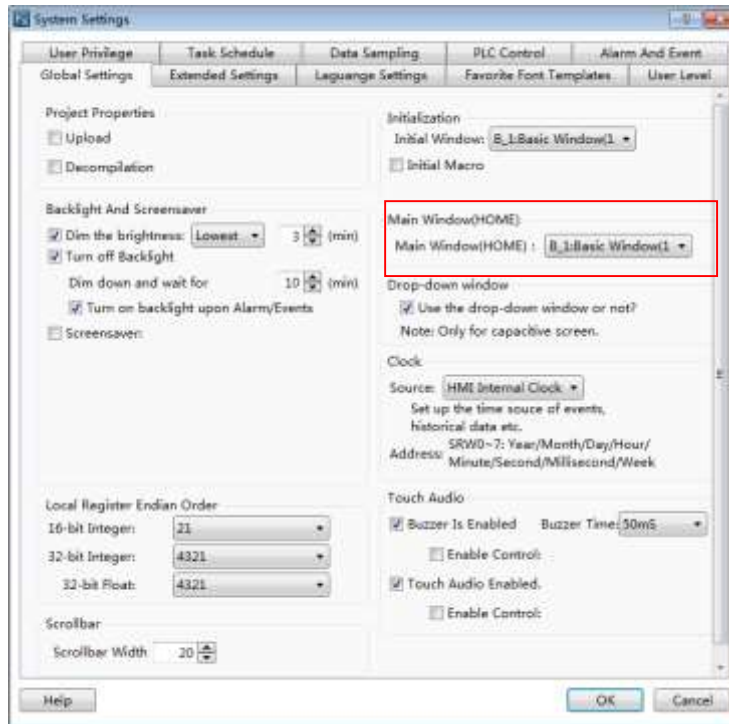 System Settings
User Privilege Task Schedule Data Sampling PLC Control Alarm And Event
Global Settings Extended Settings Laguange Settings Favorite Font Templates User Level
Project Properties
Upload
Decompilation
Initialization
Initial Window: B_1:Basic Window(1
Initial Macro
Backlight And Screensaver
Dim the brightness: Lowest 3 (min)
Turn off Backlight
Dim down and wait for 10 (min)
Turn on backlight upon Alarm/Events
Screensaver:
Main Window(HOME)
Main Window(HOME) : B_1:Basic Window(1
Drop-down window
Use the drop-down window or not?
Note: Only for capacitive screen.
Clock
Source: HMI Internal Clock
Set up the time souce of events,
historical data etc.
Address: SRW0~7: Year/Month/Day/Hour/
Minute/Second/Millisecond/Week
Local Register Endian Order
16-bit Integer: 21
32-bit Integer: 4321
32-bit Float: 4321
Touch Audio
Buzzer Is Enabled Buzzer Time: 50mS
Enable Control:
Touch Audio Enabled.
Enable Control:
Scrollbar
Scrollbar Width 20
Help OK Cancel